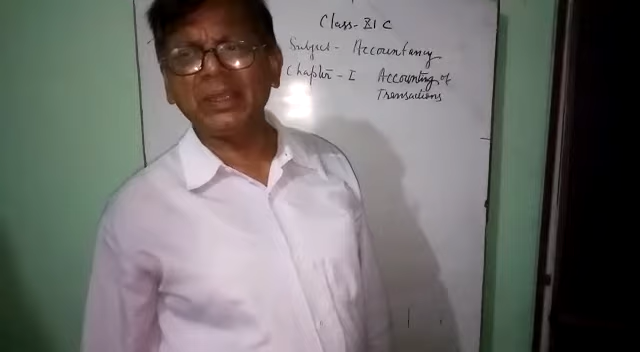 Class- XI C
Subject - Accountancy
Chapter - I Accounting of
Transactions